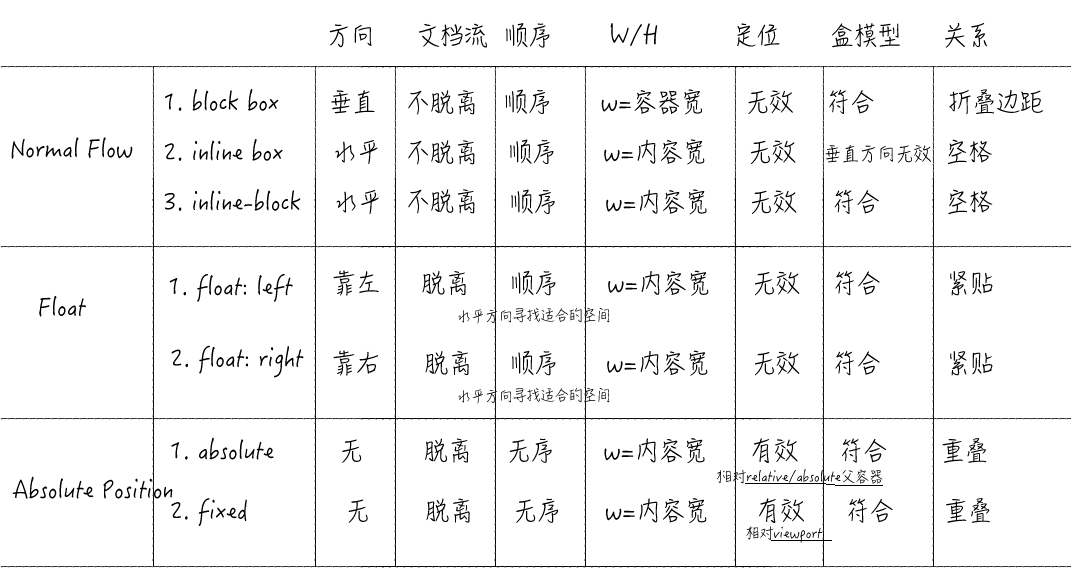 方向 文档流 顺序 W/H 定位 盒模型 关系
1. block box 垂直 不脱离 顺序 w=容器宽 无效 符合 折叠边距
Normal Flow 2. inline box 水平 不脱离 顺序 w=内容宽 无效 垂直方向无效 空格
3. inline-block 水平 不脱离 顺序 w=内容宽 无效 符合 空格
1. float: left 靠左 脱离 顺序 w=内容宽 无效 符合 紧贴
Float
水平方向寻找适合的空间
2. float: right 靠右 脱离 顺序 w=内容宽 无效 符合 紧贴
水平方向寻找适合的空间
1. absolute 无 脱离 无序 w=内容宽 有效 符合 重叠
相对relative/absolute父容器
Absolute Position
2. fixed 无 脱离 无序 w=内容宽 有效 符合 重叠
相对viewport